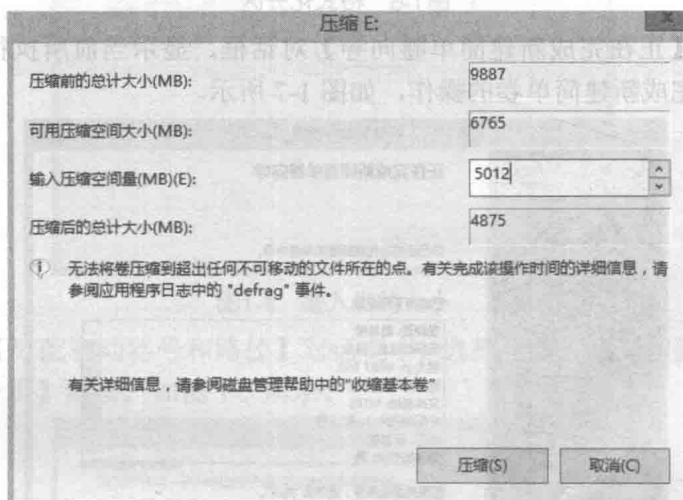 压缩 E:
压缩前的总计大小(MB): 9887
可用压缩空间大小(MB): 6765
输入压缩空间量(MB)(E): 5012
压缩后的总计大小(MB): 4875
无法将卷压缩到超出任何不可移动的文件所在的点。有关完成该操作时间的详细信息，请
参阅应用程序日志中的 "defrag" 事件。
有关详细信息，请参阅磁盘管理帮助中的"收缩基本卷"
压缩(S) 取消(C)